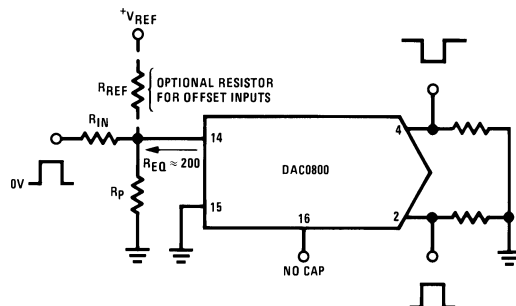 +VREF
RREF
OPTIONAL RESISTOR
FOR OFFSET INPUTS
RIN
14
4
REQ ≈ 200
DAC0800
0V
RP
15
16
2
NO CAP